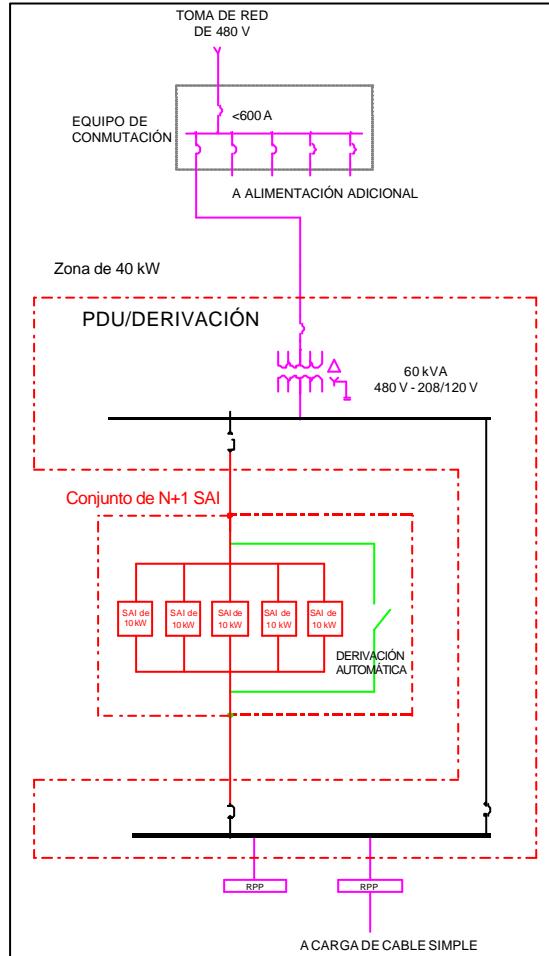 TOMA DE RED
DE 480 V
<600 A
EQUIPO DE
CONMUTACIÓN
A ALIMENTACIÓN ADICIONAL
Zona de 40 kW
PDU/DERIVACIÓN
60 kVA
480 V - 208/120 V
Conjunto de N+1 SAI
SAI de
10 kW
SAI de
10 kW
SAI de
10 kW
SAI de
10 kW
SAI de
10 kW
DERIVACIÓN
AUTOMÁTICA
RPP
RPP
A CARGA DE CABLE SIMPLE